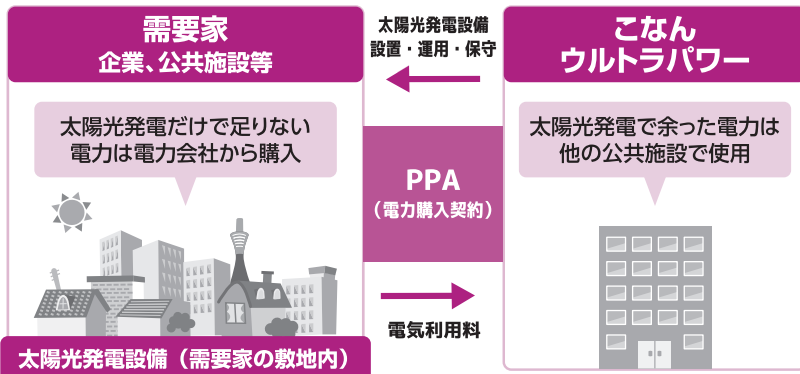 需要家
企業、公共施設等
太陽光発電だけで足りない
電力は電力会社から購入
太陽光発電設備（需要家の敷地内）
太陽光発電設備
設置・運用・保守
PPA
（電力購入契約）
電気利用料
こなん
ウルトラパワー
太陽光発電で余った電力は
他の公共施設で使用